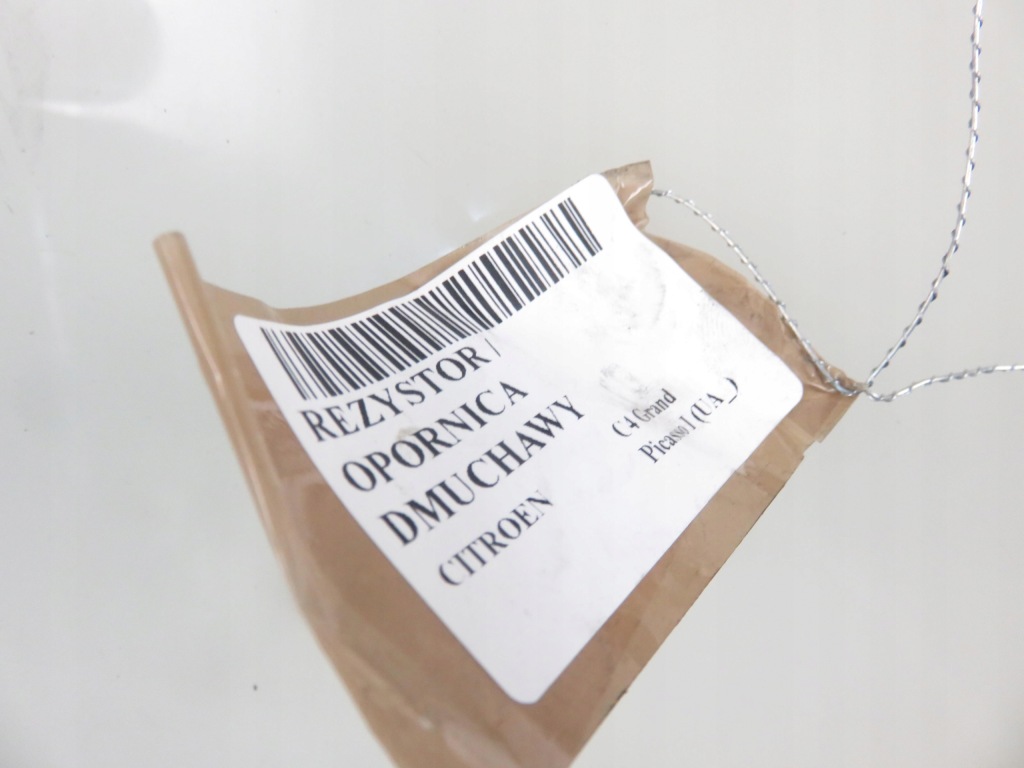 REZYSTOR /
OPORNICA
DMUCHAWY
CITROEN
C4 Grand
Picasso I (UA_)